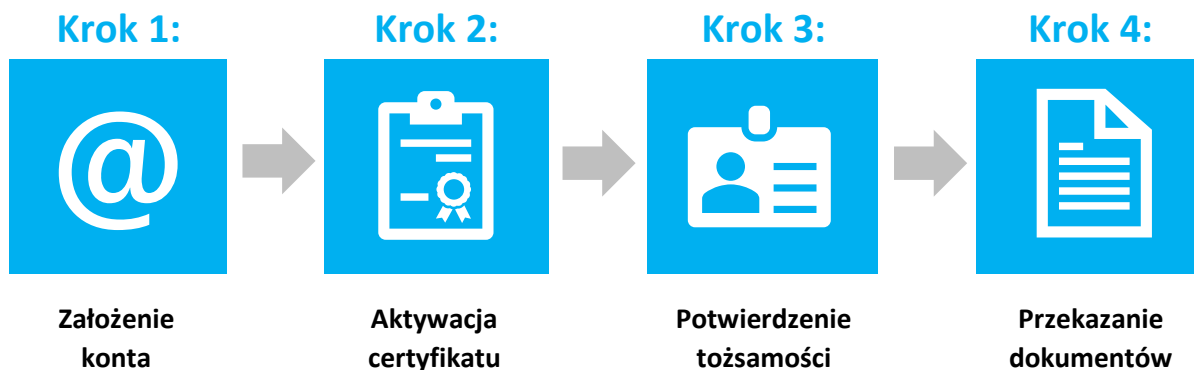 Krok 1:
Krok 2:
Krok 3:
Krok 4:
@
Założenie
konta
Aktywacja
certyfikatu
Potwierdzenie
tożsamości
Przekazanie
dokumentów